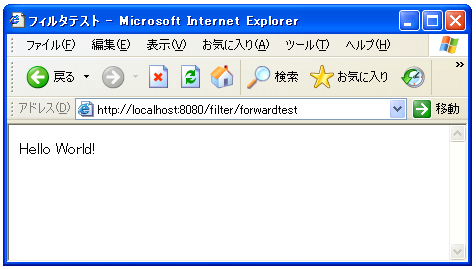 フィルタテスト - Microsoft Internet Explorer
ファイル(F) 編集(E) 表示(V) お気に入り(A) ツール(T) ヘルプ(H)
戻る 検索 お気に入り »
アドレス(D) http://localhost:8080/filter/forwardtest 移動
Hello World!